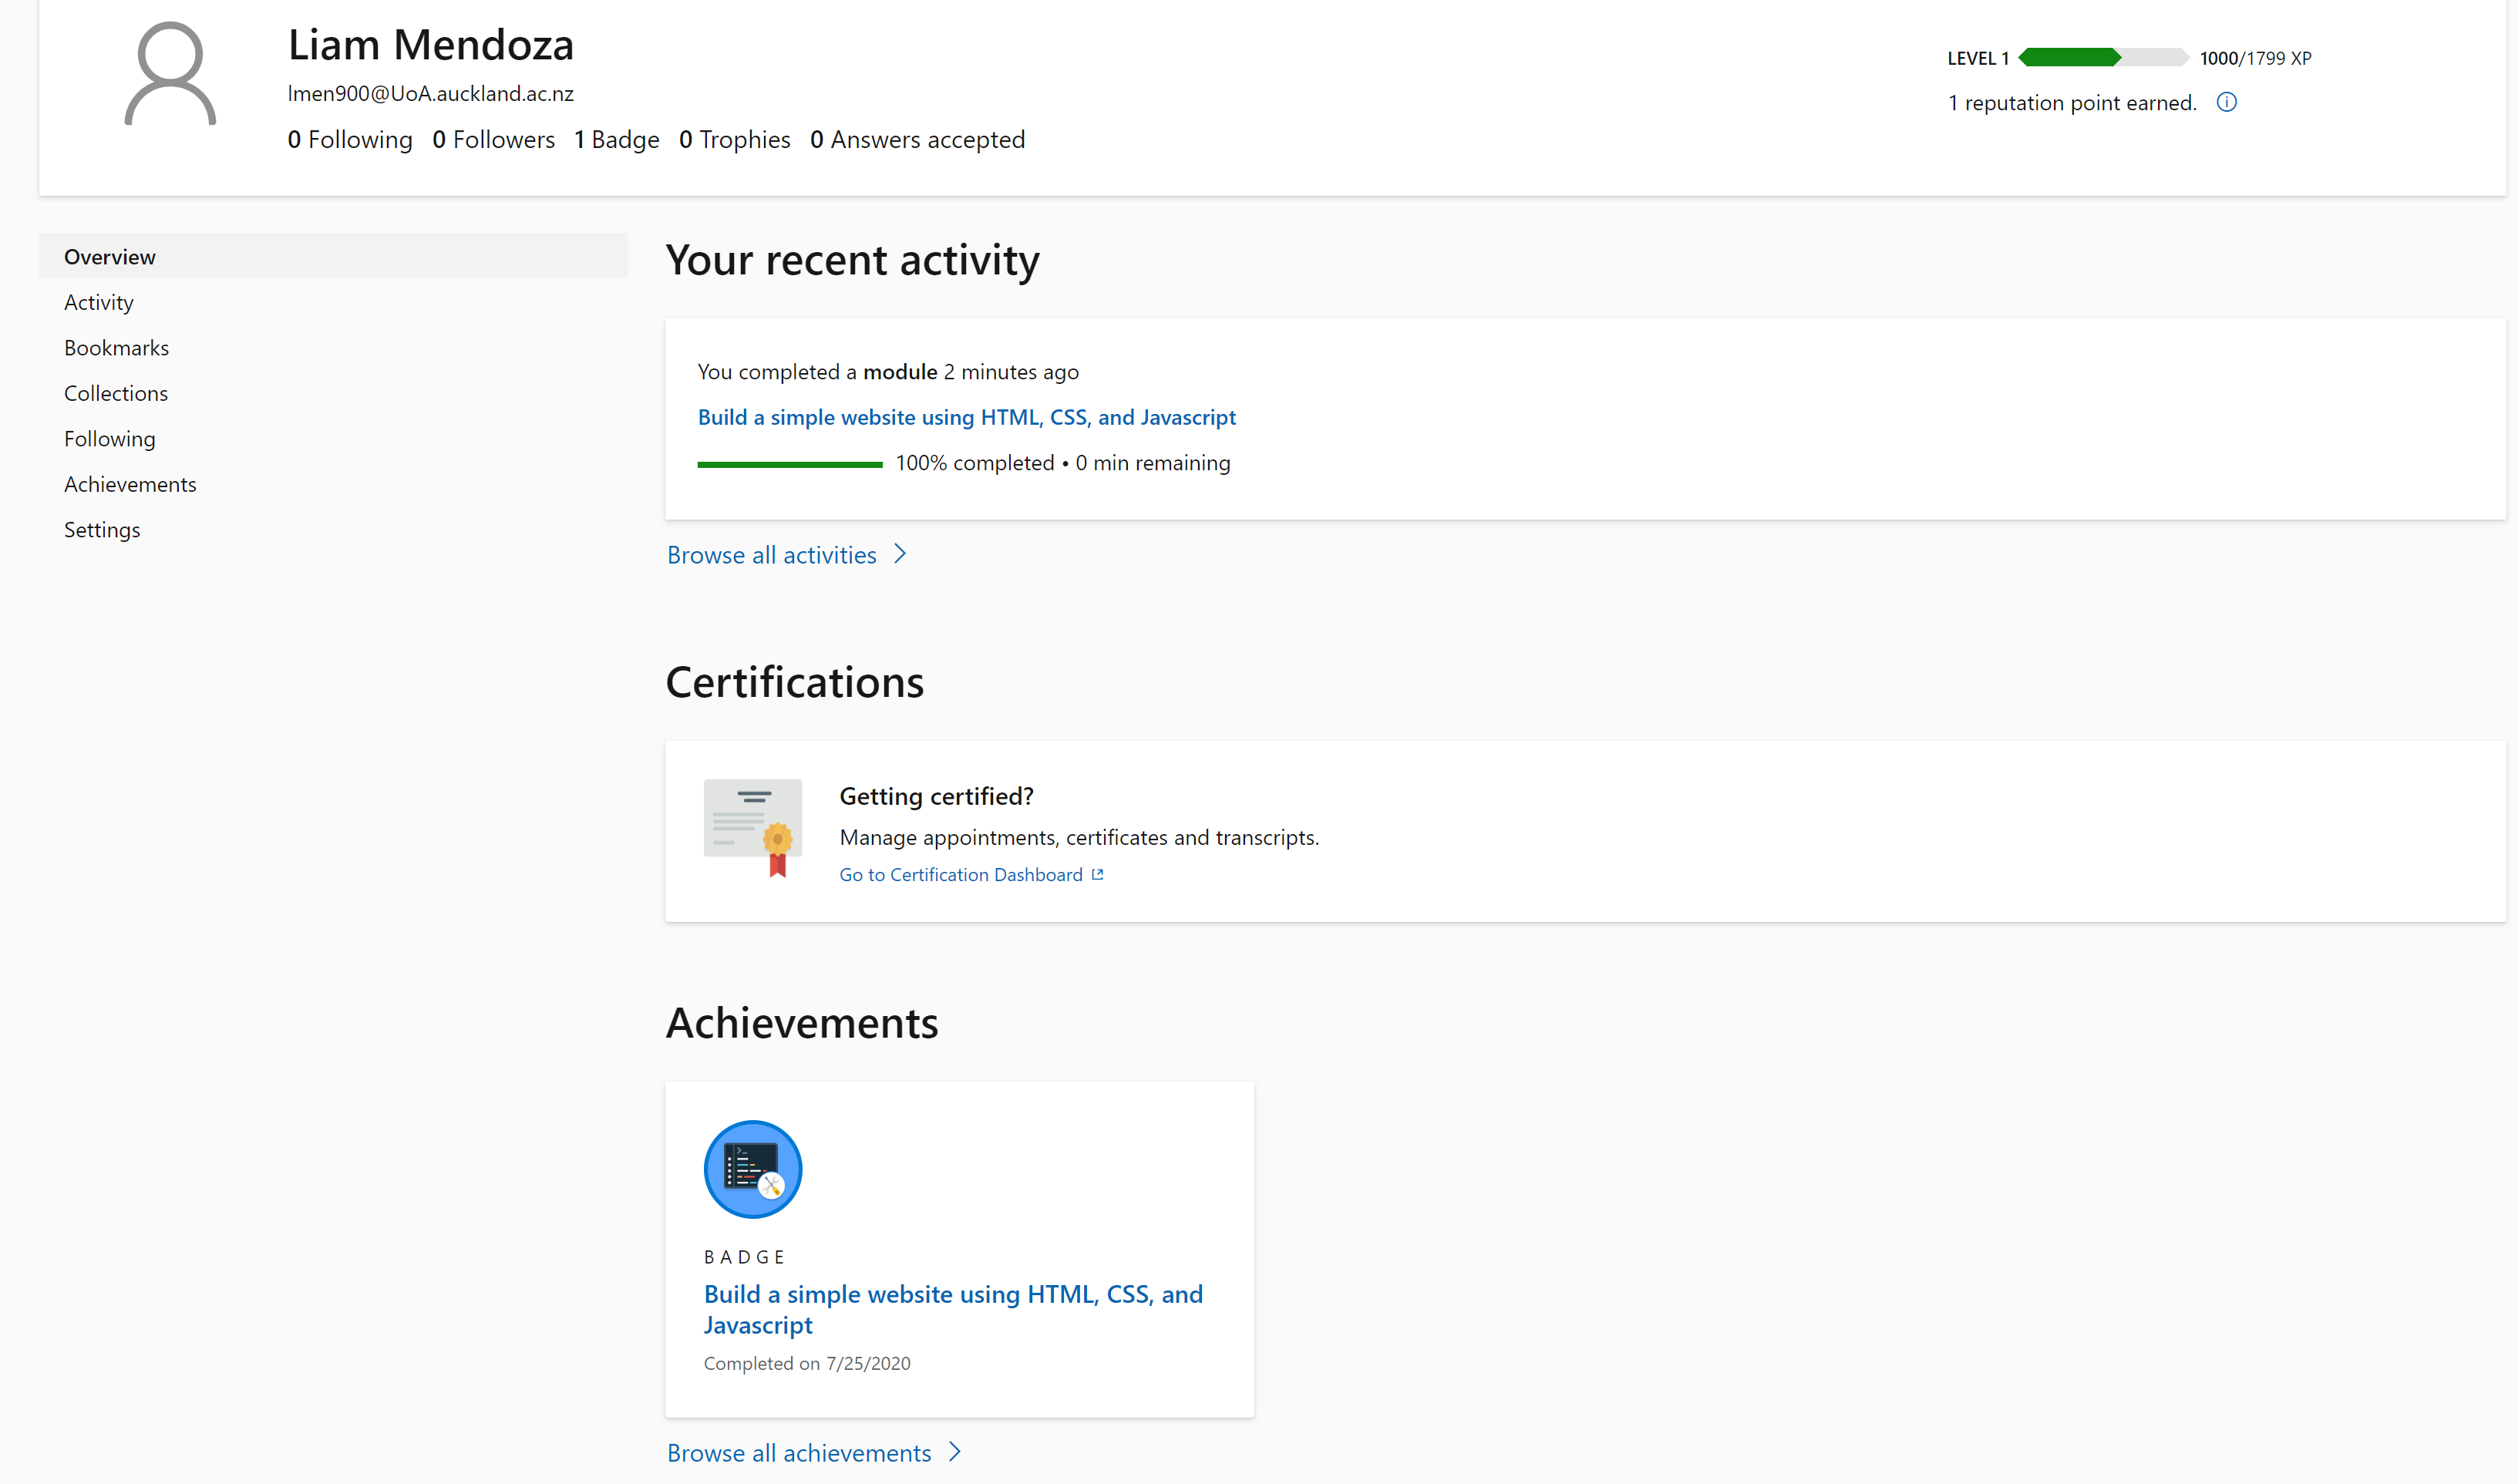 Liam Mendoza
lmen900@UoA.auckland.ac.nz
0 Following 0 Followers 1 Badge 0 Trophies 0 Answers accepted
LEVEL 1 1000/1799 XP
1 reputation point earned.
Overview
Activity
Bookmarks
Collections
Following
Achievements
Settings
Your recent activity
You completed a module 2 minutes ago
Build a simple website using HTML, CSS, and Javascript
100% completed • 0 min remaining
Browse all activities
Certifications
Getting certified?
Manage appointments, certificates and transcripts.
Go to Certification Dashboard
Achievements
BADGE
Build a simple website using HTML, CSS, and
Javascript
Completed on 7/25/2020
Browse all achievements